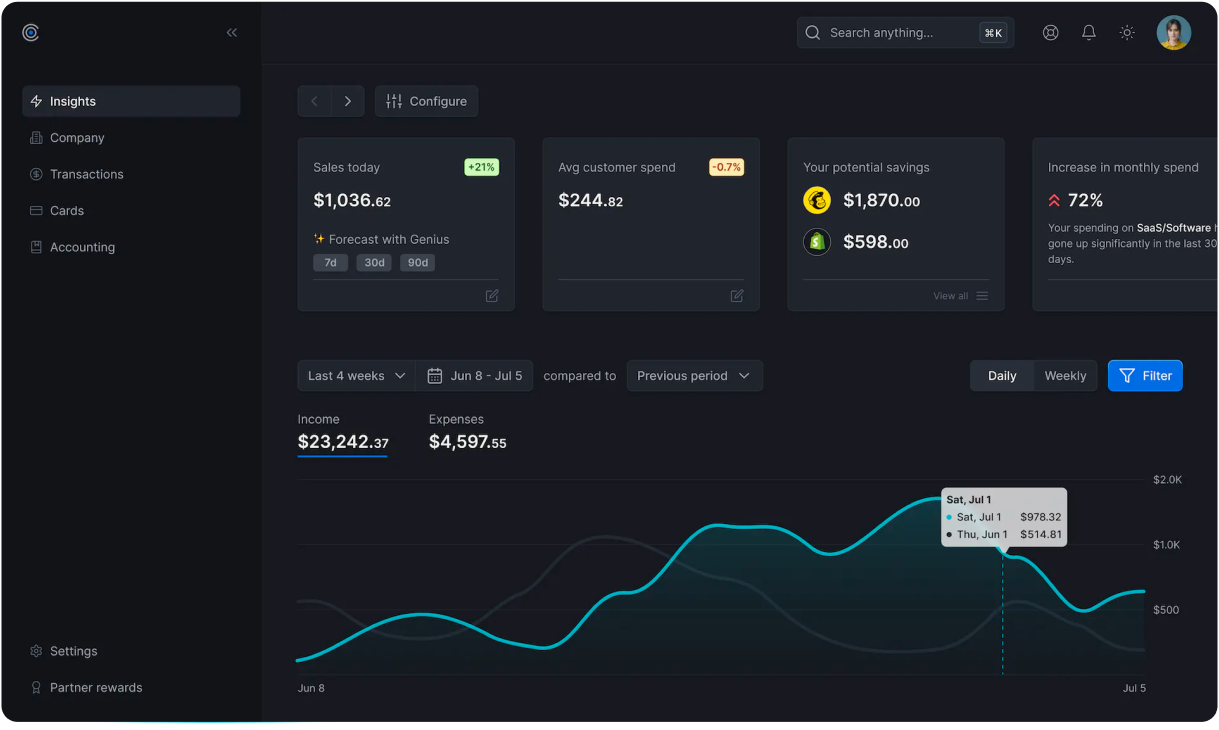 Search anything...
⌘K
Insights
Company
Transactions
Cards
Accounting
Settings
Partner rewards
Configure
Sales today
+21%
$1,036.62
Forecast with Genius
7d 30d 90d
Avg customer spend
-0.7%
$244.82
Your potential savings
$1,870.00
$598.00
View all
Increase in monthly spend
72%
Your spending on SaaS/Software h
gone up significantly in the last 30
days.
Last 4 weeks
Jun 8 - Jul 5
compared to
Previous period
Daily
Weekly
Filter
Income
$23,242.37
Expenses
$4,597.55
Sat, Jul 1
Sat, Jul 1 $978.32
Thu, Jun 1 $514.81
$2.0K
$1.0K
$500
Jun 8
Jul 5